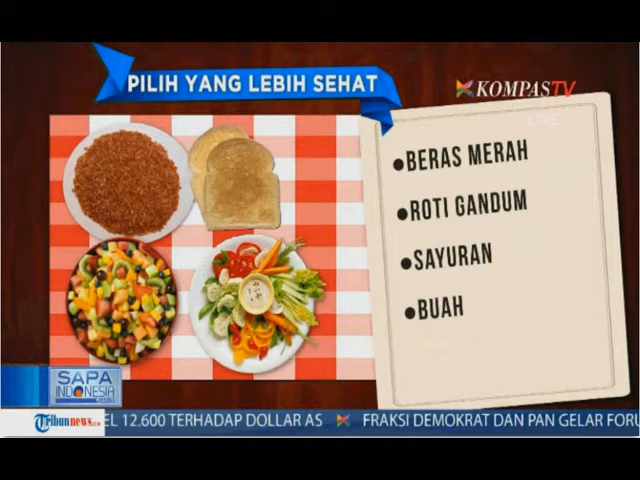 PILIH YANG LEBIH SEHAT
KOMPASTV
LIVE
BERAS MERAH
ROTI GANDUM
SAYURAN
BUAH
SAPA
INDONESIA
Tribunnews.com
EL 12.600 TERHADAP DOLLAR AS
FRAKSI DEMOKRAT DAN PAN GELAR FORU